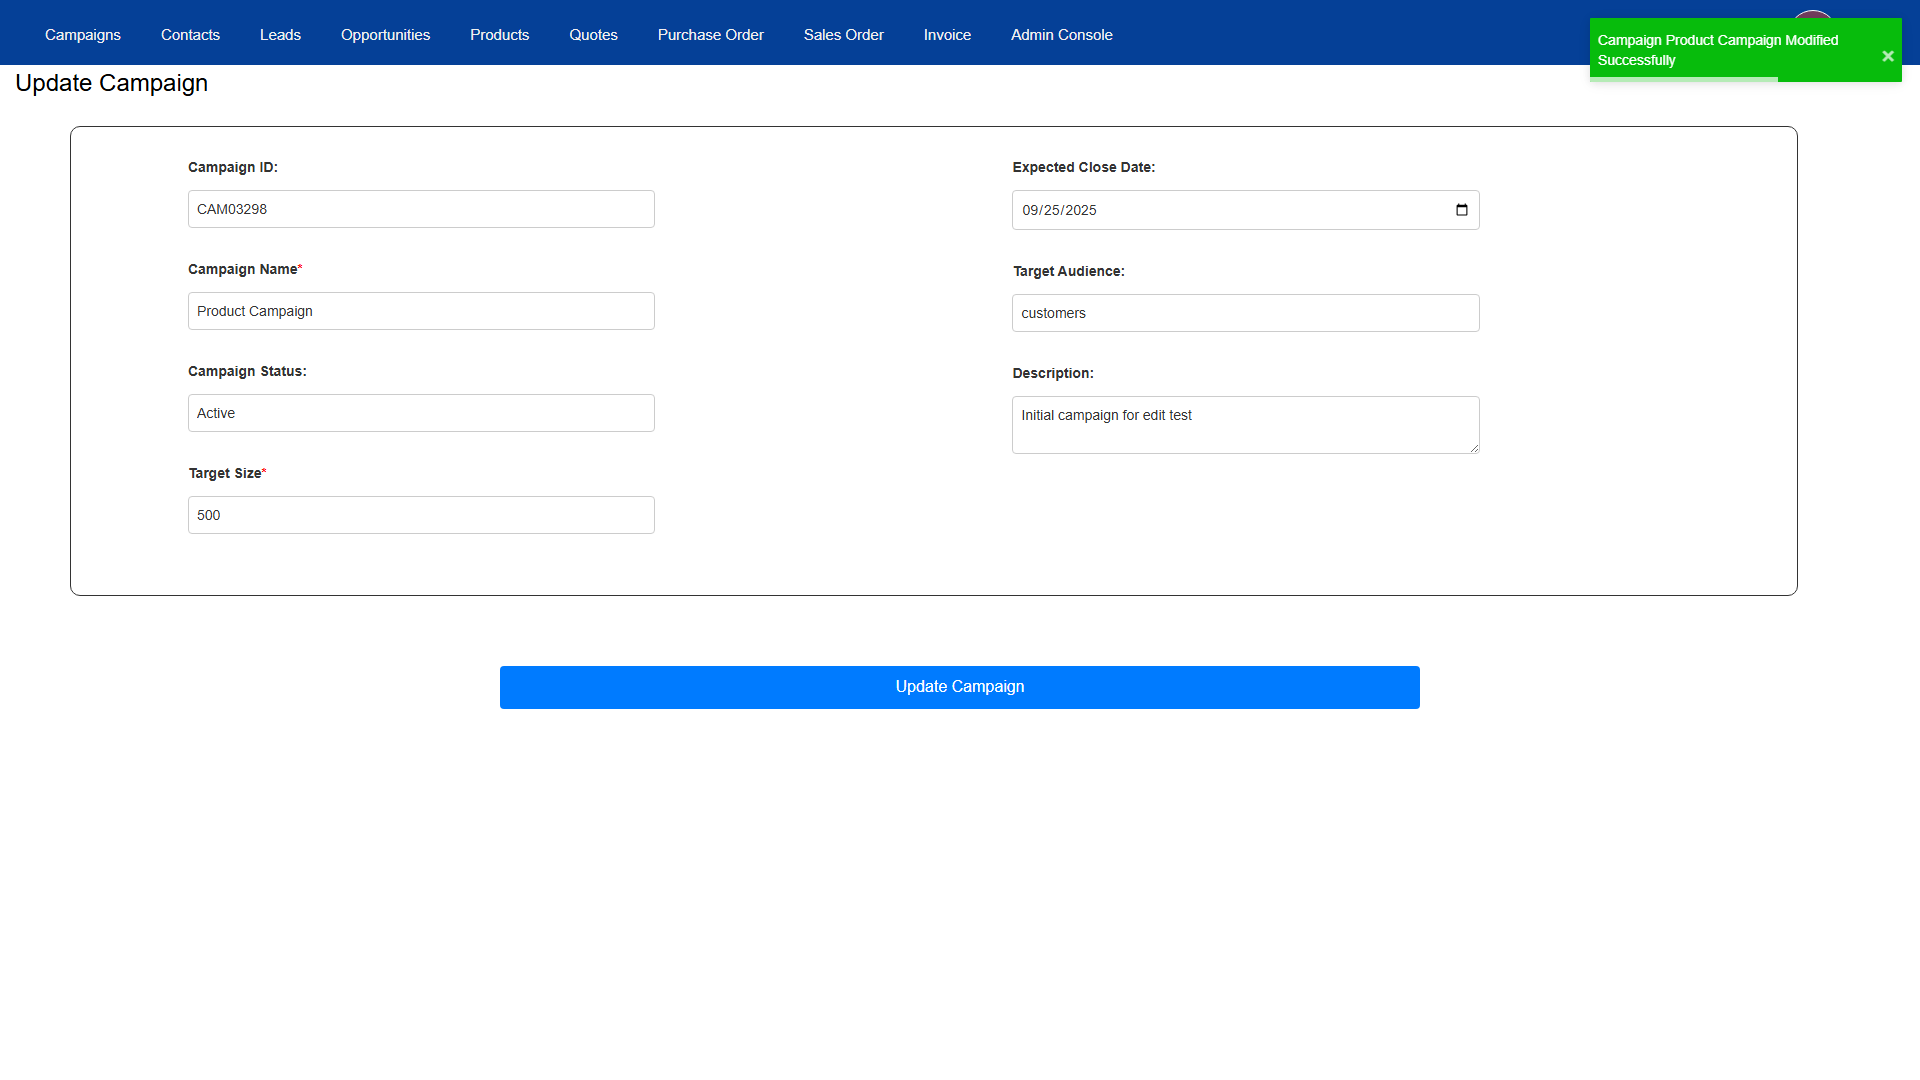 Campaigns Contacts Leads Opportunities Products Quotes Purchase Order Sales Order Invoice Admin Console
Campaign Product Campaign Modified
Successfully
×
Update Campaign
Campaign ID:
CAM03298
Campaign Name*
Product Campaign
Campaign Status:
Active
Target Size*
500
Expected Close Date:
09/25/2025
Target Audience:
customers
Description:
Initial campaign for edit test
Update Campaign